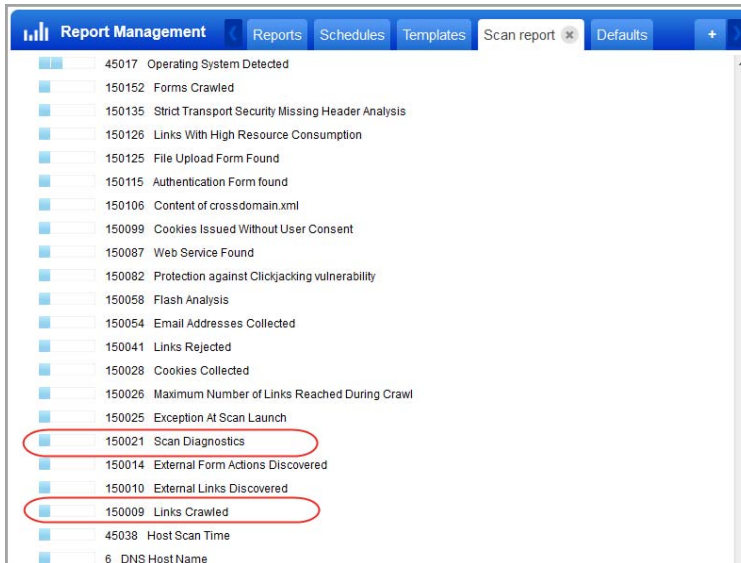 Report Management Reports Schedules Templates Scan report Defaults +
45017 Operating System Detected
150152 Forms Crawled
150135 Strict Transport Security Missing Header Analysis
150126 Links With High Resource Consumption
150125 File Upload Form Found
150115 Authentication Form found
150106 Content of crossdomain.xml
150099 Cookies Issued Without User Consent
150087 Web Service Found
150082 Protection against Clickjacking vulnerability
150058 Flash Analysis
150054 Email Addresses Collected
150041 Links Rejected
150028 Cookies Collected
150026 Maximum Number of Links Reached During Crawl
150025 Exception At Scan Launch
150021 Scan Diagnostics
150014 External Form Actions Discovered
150010 External Links Discovered
150009 Links Crawled
45038 Host Scan Time
6 DNS Host Name